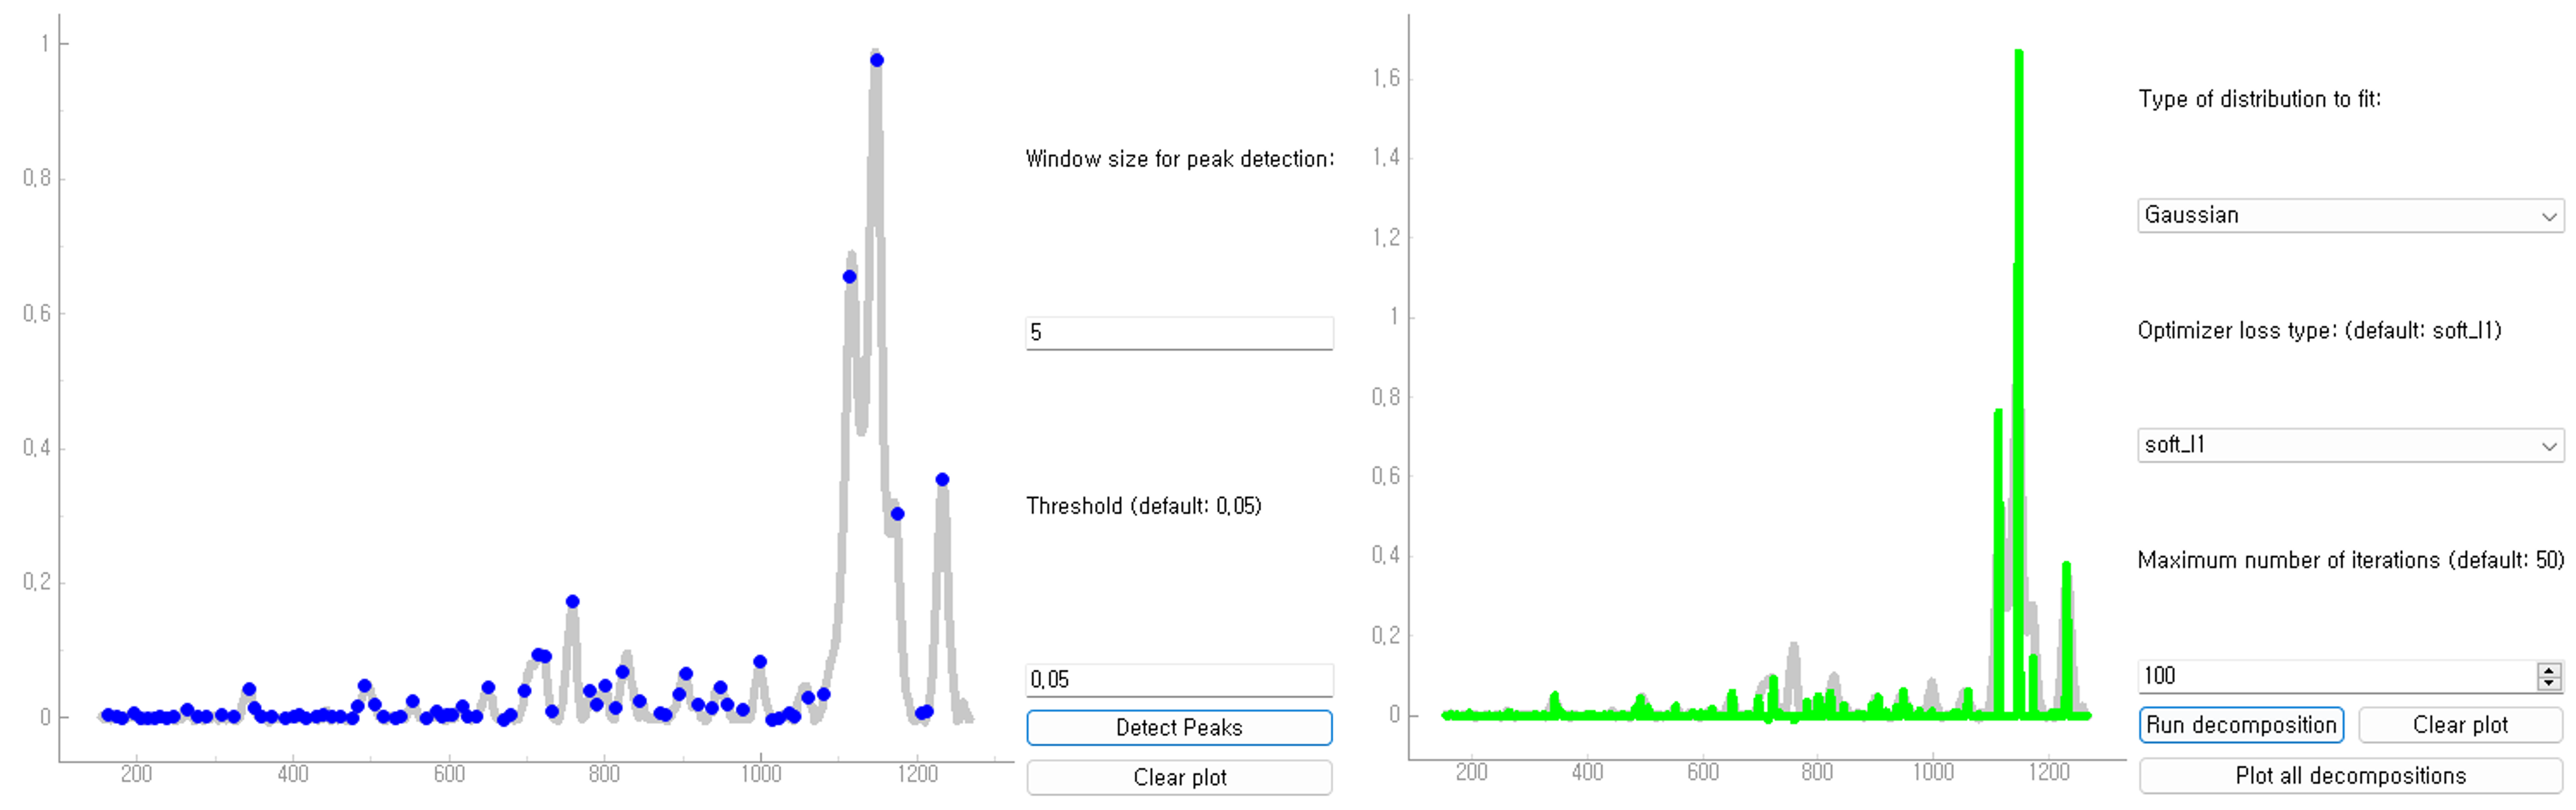 1
0,8
0,6
0,4
0,2
0
200 400 600 800 1000 1200
Window size for peak detection:
5
Threshold (default: 0,05)
0,05
Detect Peaks
Clear plot
1,6
1,4
1,2
1
0,8
0,6
0,4
0,2
0
200 400 600 800 1000 1200
Type of distribution to fit:
Gaussian
Optimizer loss type: (default: soft_l1)
soft_l1
Maximum number of iterations (default: 50)
100
Run decomposition Clear plot
Plot all decompositions